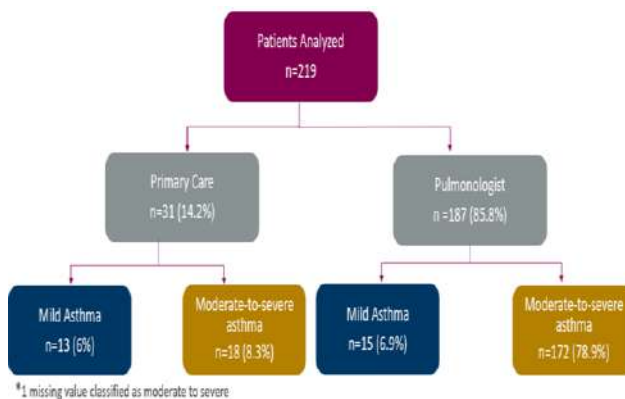 Patients Analyzed
n=219
Primary Care
n=31 (14.2%)
Pulmonologist
n =187 (85.8%)
Mild Asthma
n=13 (6%)
Moderate-to-severe
asthma
n=18 (8.3%)
Mild Asthma
n=15 (6.9%)
Moderate-to-severe
asthma
n=172 (78.9%)
*1 missing value classified as moderate to severe